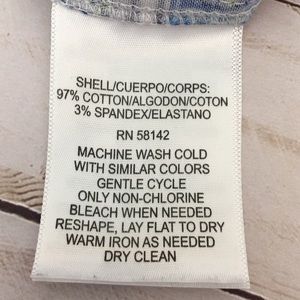 SHELL/CUERPO/CORPS:
97% COTTON/ALGODON/COTON
3% SPANDEX/ELASTANO
RN 58142
MACHINE WASH COLD
WITH SIMILAR COLORS
GENTLE CYCLE
ONLY NON-CHLORINE
BLEACH WHEN NEEDED
RESHAPE, LAY FLAT TO DRY
WARM IRON AS NEEDED
DRY CLEAN